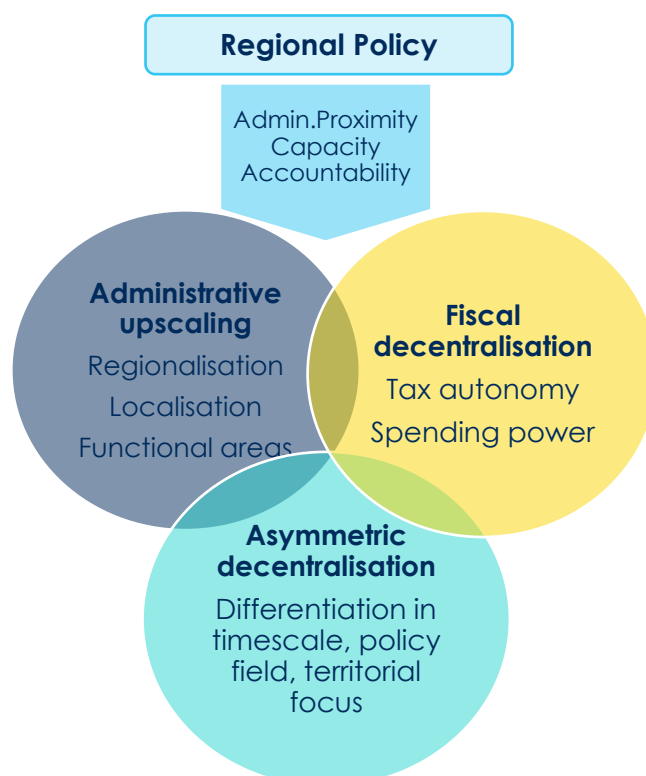 Regional Policy
Admin.Proximity
Capacity
Accountability
Administrative
upscaling
Regionalisation
Localisation
Functional areas
Fiscal
decentralisation
Tax autonomy
Spending power
Asymmetric
decentralisation
Differentiation in
timescale, policy
field, territorial
focus